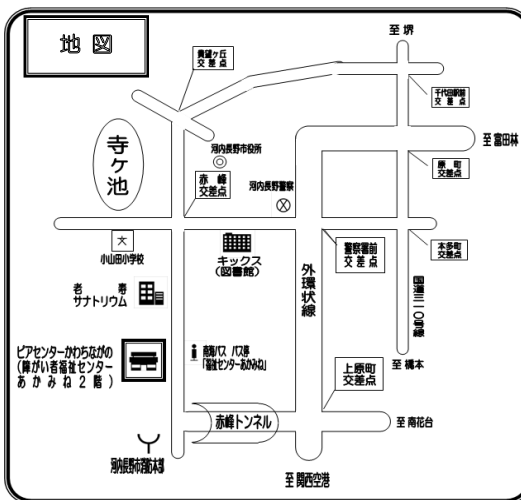 地図
至 堺
貴望ヶ丘
交差点
千代田駅前
交差点
至 富田林
寺ヶ池
河内長野市役所
原町
交差点
赤峰
交差点
河内長野警察
文
小山田小学校
キックス
(図書館)
警察署前
交差点
本多町
交差点
外環状線
国道三一〇号線
老寿
サナトリウム
ピアセンターかわちながの
(障がい者福祉センター
あかみね2階)
南海バス バス停
「福祉センターあかみね」
至 橋本
上原町
交差点
赤峰トンネル
至 南花台
河内長野市消防本部
至 関西空港